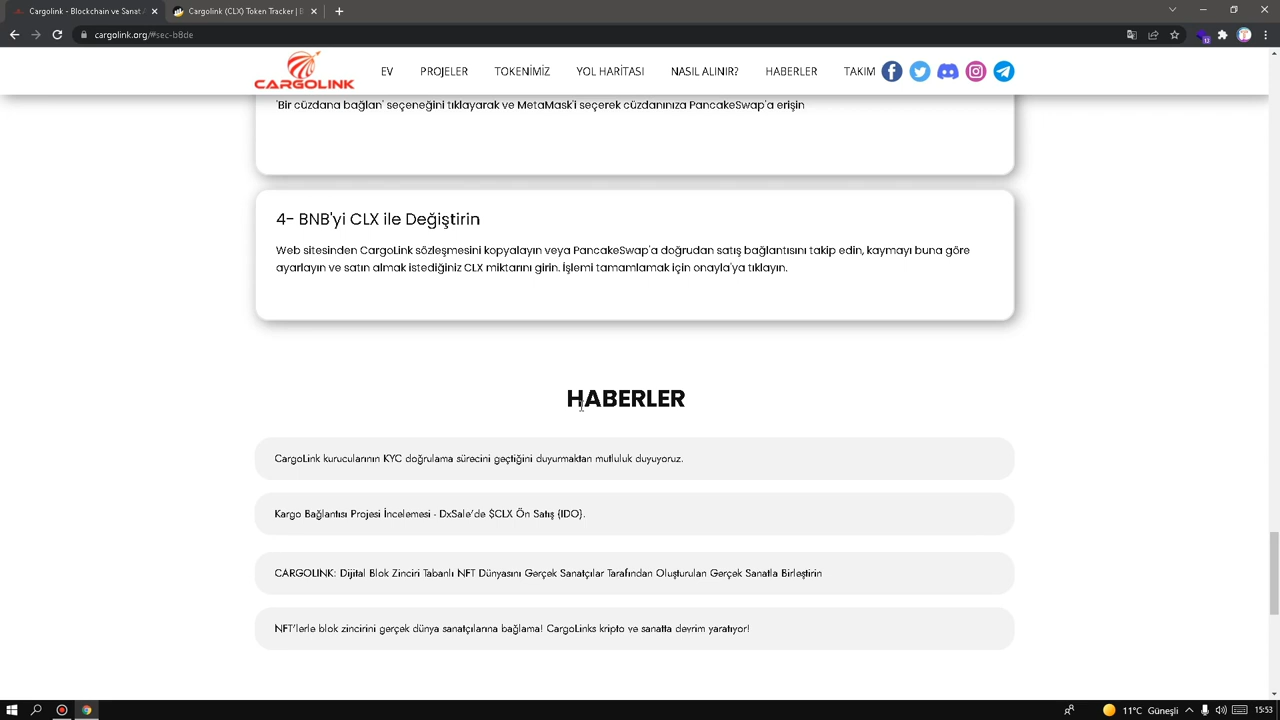 Cargolink - Blockchain ve Sanat A
Cargolink (CLX) Token Tracker | B
cargolink.org/#sec-b8de
12
CARGOLINK
EV
PROJELER
TOKENİMİZ
YOL HARİTASI
NASIL ALINIR?
HABERLER
TAKIM
'Bir cüzdana bağlan' seçeneğini tıklayarak ve MetaMask'i seçerek cüzdanınıza PancakeSwap'a erişin
4- BNB'yi CLX ile Değiştirin
Web sitesinden CargoLink sözleşmesini kopyalayın veya PancakeSwap'a doğrudan satış bağlantısını takip edin, kaymayı buna göre
ayarlayın ve satın almak istediğiniz CLX miktarını girin. İşlemi tamamlamak için onayla'ya tıklayın.
HABERLER
CargoLink kurucularının KYC doğrulama sürecini geçtiğini duyurmaktan mutluluk duyuyoruz.
Kargo Bağlantısı Projesi İncelemesi - DxSale'de $CLX Ön Satış {IDO}.
CARGOLINK: Dijital Blok Zinciri Tabanlı NFT Dünyasını Gerçek Sanatçılar Tarafından Oluşturulan Gerçek Sanatla Birleştirin
NFT'lerle blok zincirini gerçek dünya sanatçılarına bağlama! CargoLinks kripto ve sanatta devrim yaratıyor!
11°C Güneşli
15:53